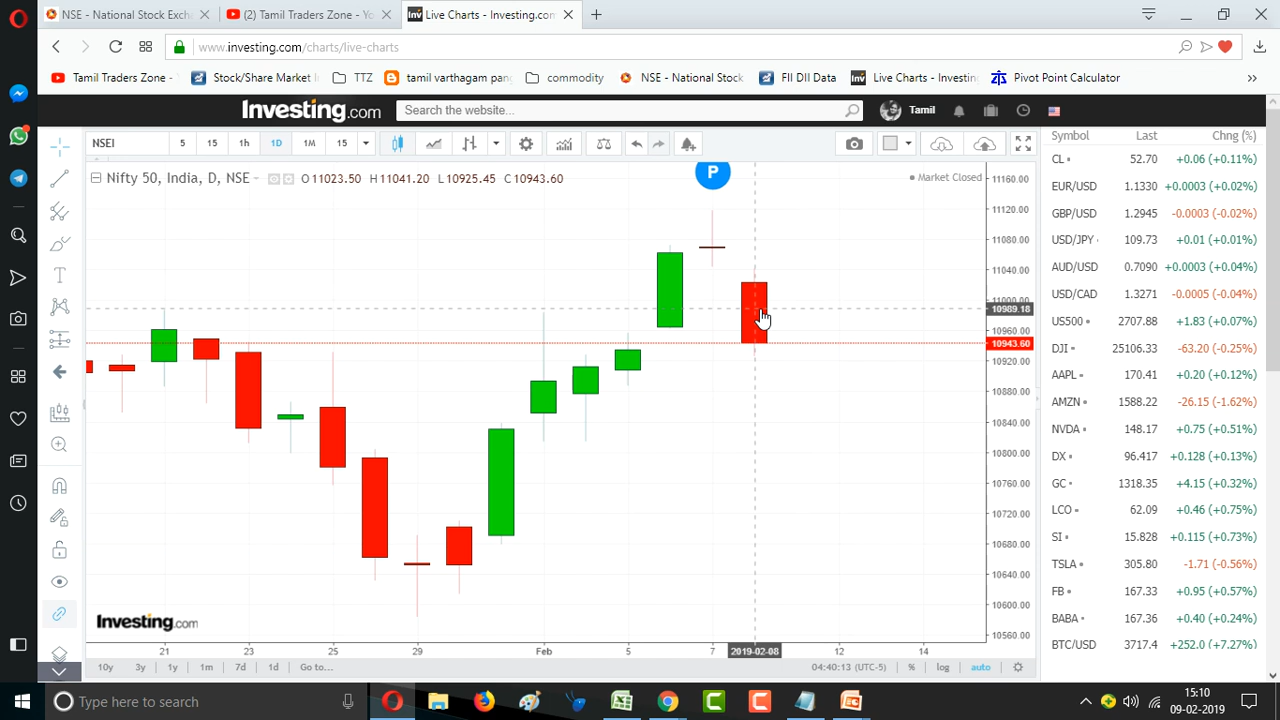 NSE - National Stock Exch
(2) Tamil Traders Zone - Yo
Inv Live Charts - Investing.com
www.investing.com/charts/live-charts
Tamil Traders Zone -
Stock/Share Market I
TTZ
tamil varthagam pan
commodity
NSE - National Stock
FII DII Data
Inv Live Charts - Investin
Pivot Point Calculator
Investing.com
Search the website...
Tamil
NSEI
5
15
1h
1D
1M
15
Nifty 50, India, D, NSE
O 11023.50 H 11041.20 L 10925.45 C 10943.60
Market Closed
P
T
11160.00
11120.00
11080.00
11040.00
11000.00
10989.18
10960.00
10943.60
10920.00
10880.00
10840.00
10800.00
10760.00
10720.00
10680.00
10640.00
10600.00
10560.00
Investing.com
21
23
25
29
Feb
5
7
2019-02-08
12
14
10y
3y
1y
1m
7d
1d
Go to...
04:40:13 (UTC-5)
%
log
auto
Symbol Last Chng (%)
CL 52.70 +0.06 (+0.11%)
EUR/USD 1.1330 +0.0003 (+0.02%)
GBP/USD 1.2945 -0.0003 (-0.02%)
USD/JPY 109.73 +0.01 (+0.01%)
AUD/USD 0.7090 +0.0003 (+0.04%)
USD/CAD 1.3271 -0.0005 (-0.04%)
US500 2707.88 +1.83 (+0.07%)
DJI 25106.33 -63.20 (-0.25%)
AAPL 170.41 +0.20 (+0.12%)
AMZN 1588.22 -26.15 (-1.62%)
NVDA 148.17 +0.75 (+0.51%)
DX 96.417 +0.128 (+0.13%)
GC 1318.35 +4.15 (+0.32%)
LCO 62.09 +0.46 (+0.75%)
SI 15.828 +0.115 (+0.73%)
TSLA 305.80 -1.71 (-0.56%)
FB 167.33 +0.95 (+0.57%)
BABA 167.36 +0.40 (+0.24%)
BTC/USD 3717.4 +252.0 (+7.27%)
Type here to search
15:10
09-02-2019